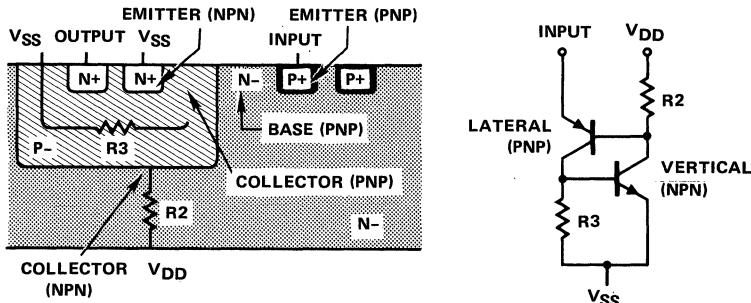 EMITTER (NPN)
EMITTER (PNP)
VSS OUTPUT VSS
INPUT
N+ N+ N- P+ P+
P- R3
BASE (PNP)
COLLECTOR (PNP)
R2
N-
COLLECTOR
(NPN)
VDD
INPUT VDD
R2
LATERAL
(PNP)
VERTICAL
(NPN)
R3
VSS